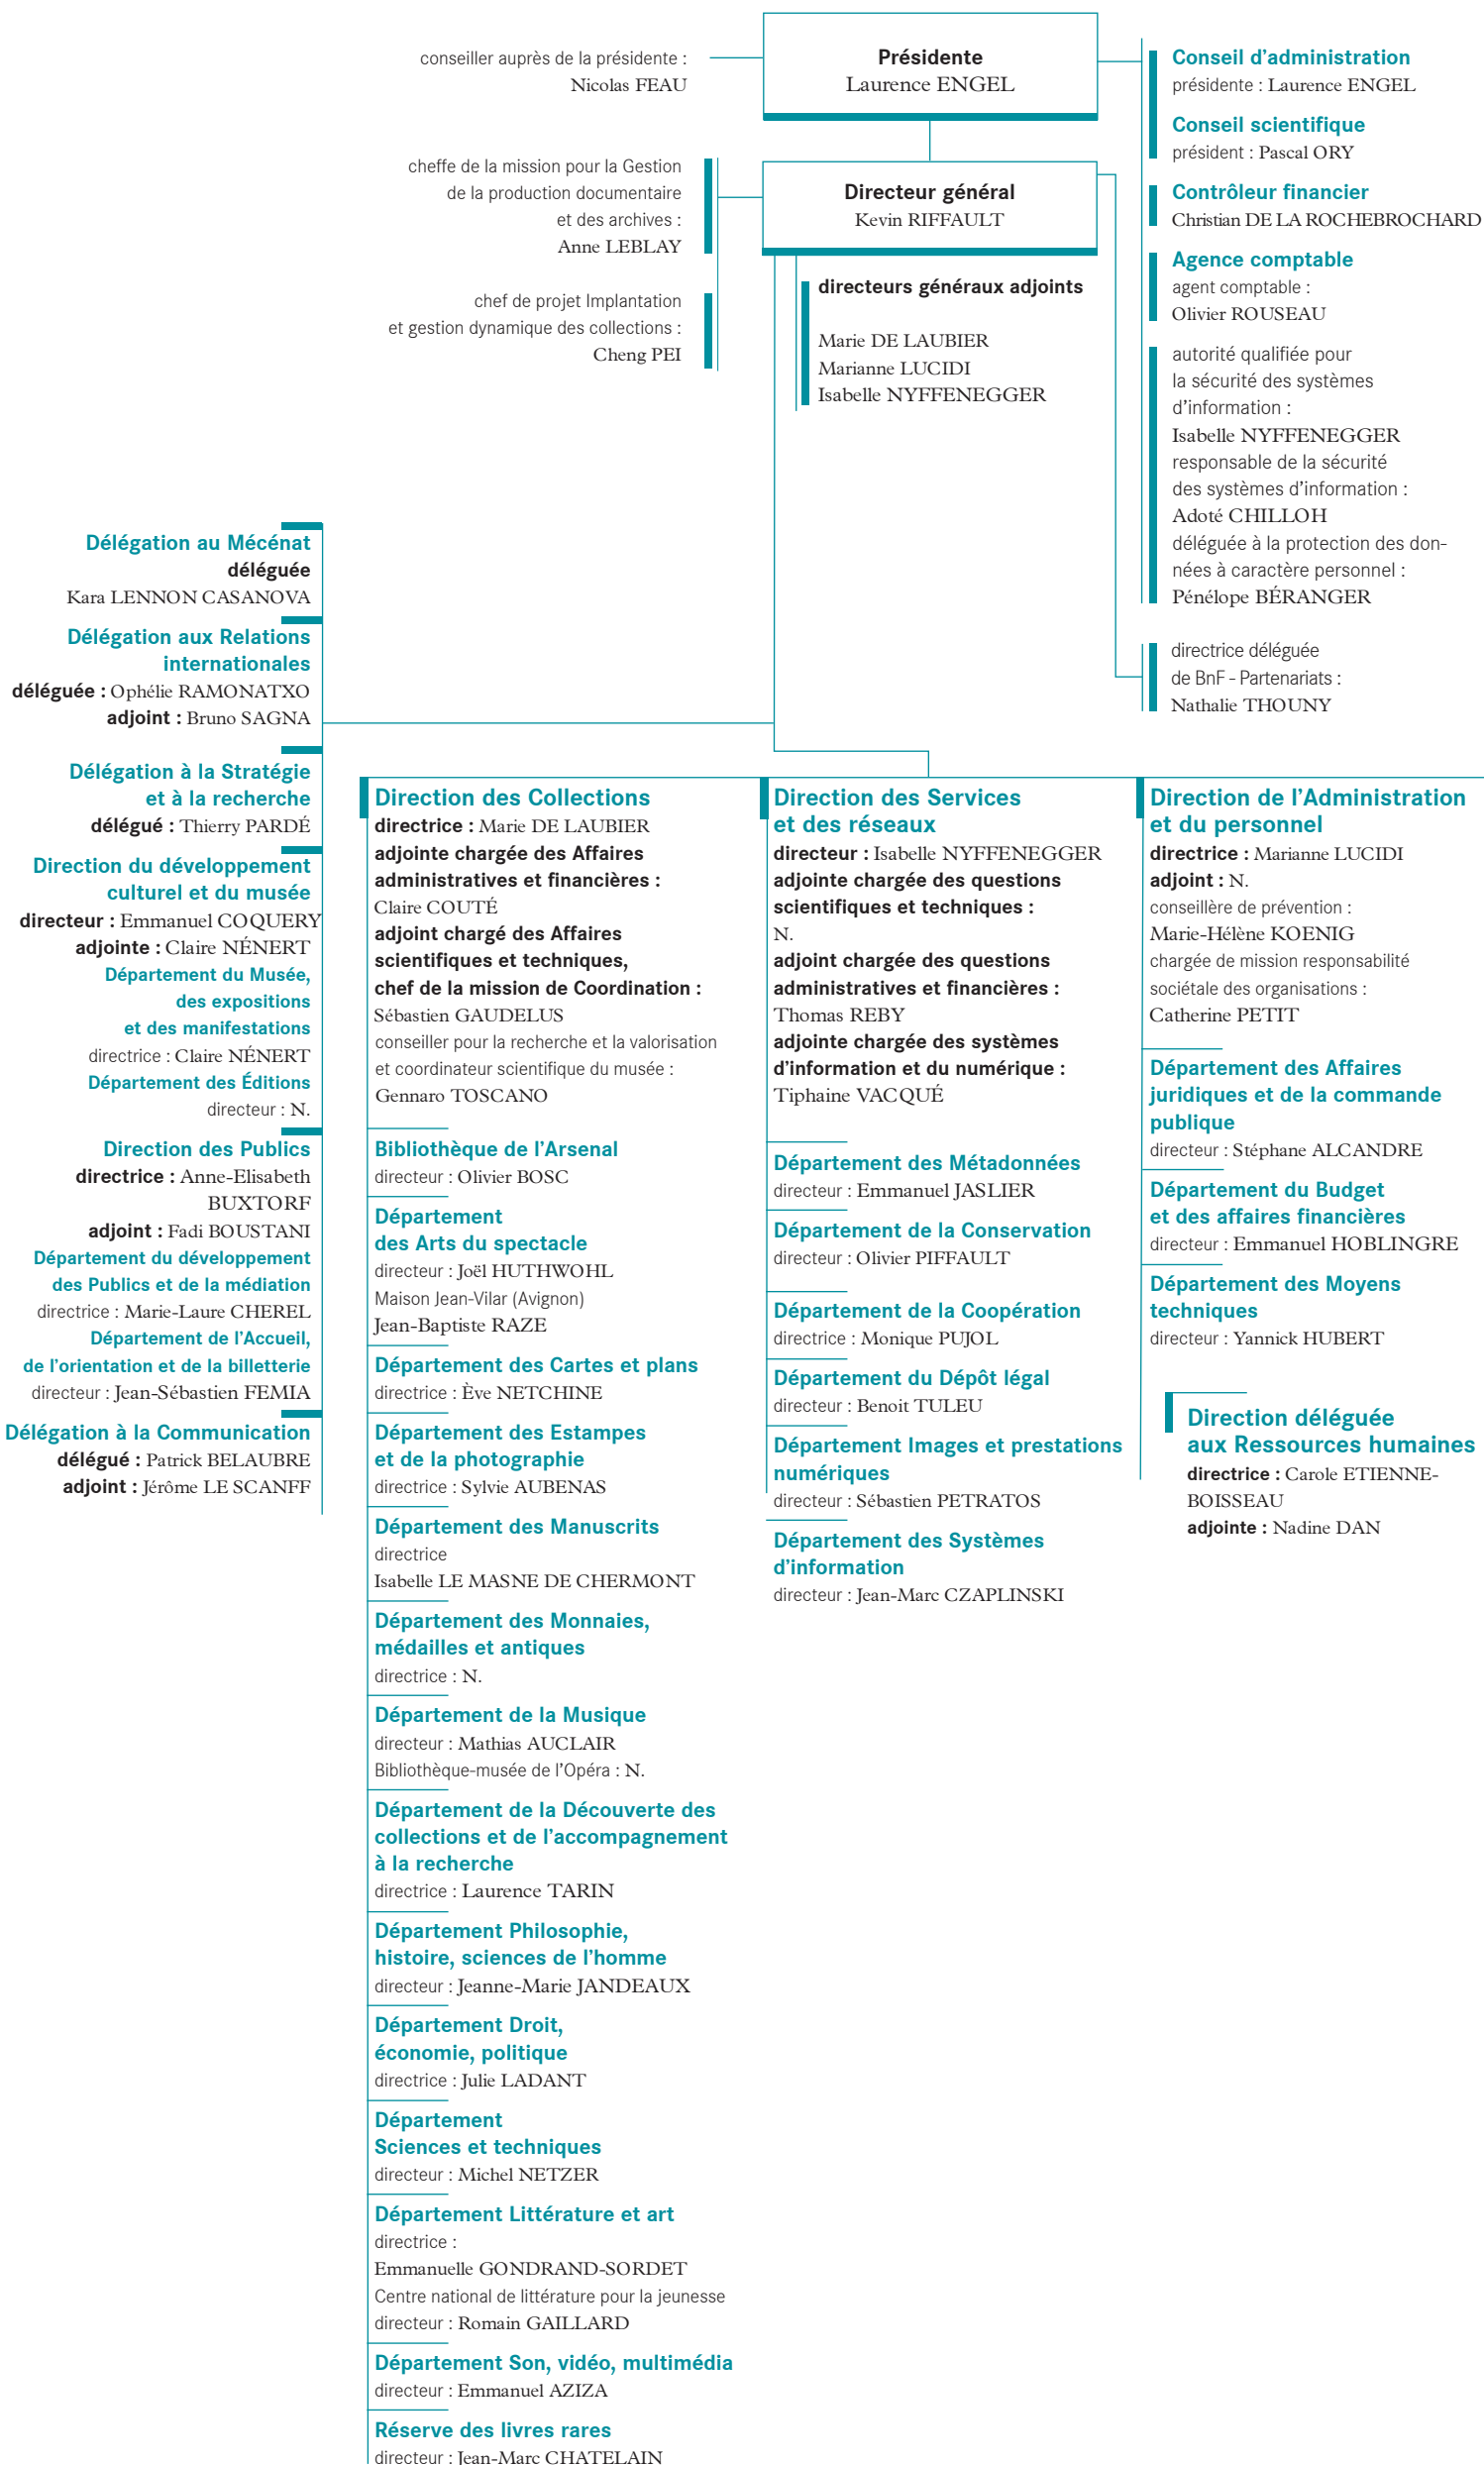 conseiller auprès de la présidente :
Nicolas FEAU
Présidente
Laurence ENGEL
Conseil d'administration
présidente : Laurence ENGEL
Conseil scientifique
président : Pascal ORY
Contrôleur financier
Christian DE LA ROCHEBROCHARD
Agence comptable
agent comptable :
Olivier ROUSEAU
autorité qualifiée pour
la sécurité des systèmes
d'information :
Isabelle NYFFENEGGER
responsable de la sécurité
des systèmes d'information :
Adoté CHILLOH
déléguée à la protection des don-
nées à caractère personnel :
Pénélope BÉRANGER
directrice déléguée
de BnF - Partenariats :
Nathalie THOUNY
cheffe de la mission pour la Gestion
de la production documentaire
et des archives :
Anne LEBLAY
chef de projet Implantation
et gestion dynamique des collections :
Cheng PEI
Directeur général
Kevin RIFFAULT
directeurs généraux adjoints
Marie DE LAUBIER
Marianne LUCIDI
Isabelle NYFFENEGGER
Délégation au Mécénat
déléguée
Kara LENNON CASANOVA
Délégation aux Relations
internationales
déléguée : Ophélie RAMONATXO
adjoint : Bruno SAGNA
Délégation à la Stratégie
et à la recherche
délégué : Thierry PARDÉ
Direction du développement
culturel et du musée
directeur : Emmanuel COQUERY
adjointe : Claire NÉNERT
Département du Musée,
des expositions
et des manifestations
directrice : Claire NÉNERT
Département des Éditions
directeur : N.
Direction des Publics
directrice : Anne-Elisabeth
BUXTORF
adjoint : Fadi BOUSTANI
Département du développement
des Publics et de la médiation
directrice : Marie-Laure CHEREL
Département de l'Accueil,
de l'orientation et de la billetterie
directeur : Jean-Sébastien FEMIA
Délégation à la Communication
délégué : Patrick BELAUBRE
adjoint : Jérôme LE SCANFF
Direction des Collections
directrice : Marie DE LAUBIER
adjointe chargée des Affaires
administratives et financières :
Claire COUTÉ
adjoint chargé des Affaires
scientifiques et techniques,
chef de la mission de Coordination :
Sébastien GAUDELUS
conseiller pour la recherche et la valorisation
et coordinateur scientifique du musée :
Gennaro TOSCANO
Bibliothèque de l'Arsenal
directeur : Olivier BOSC
Département
des Arts du spectacle
directeur : Joël HUTHWOHL
Maison Jean-Vilar (Avignon)
Jean-Baptiste RAZE
Département des Cartes et plans
directrice : Ève NETCHINE
Département des Estampes
et de la photographie
directrice : Sylvie AUBENAS
Département des Manuscrits
directrice
Isabelle LE MASNE DE CHERMONT
Département des Monnaies,
médailles et antiques
directrice : N.
Département de la Musique
directeur : Mathias AUCLAIR
Bibliothèque-musée de l'Opéra : N.
Département de la Découverte des
collections et de l'accompagnement
à la recherche
directrice : Laurence TARIN
Département Philosophie,
histoire, sciences de l'homme
directeur : Jeanne-Marie JANDEAUX
Département Droit,
économie, politique
directrice : Julie LADANT
Département
Sciences et techniques
directeur : Michel NETZER
Département Littérature et art
directrice :
Emmanuelle GONDRAND-SORDET
Centre national de littérature pour la jeunesse
directeur : Romain GAILLARD
Département Son, vidéo, multimédia
directeur : Emmanuel AZIZA
Réserve des livres rares
directeur : Jean-Marc CHATELAIN
Direction des Services
et des réseaux
directeur : Isabelle NYFFENEGGER
adjointe chargée des questions
scientifiques et techniques :
N.
adjoint chargée des questions
administratives et financières :
Thomas REBY
adjointe chargée des systèmes
d'information et du numérique :
Tiphaine VACQUÉ
Département des Métadonnées
directeur : Emmanuel JASLIER
Département de la Conservation
directeur : Olivier PIFFAULT
Département de la Coopération
directrice : Monique PUJOL
Département du Dépôt légal
directeur : Benoit TULEU
Département Images et prestations
numériques
directeur : Sébastien PETRATOS
Département des Systèmes
d'information
directeur : Jean-Marc CZAPLINSKI
Direction de l'Administration
et du personnel
directrice : Marianne LUCIDI
adjoint : N.
conseillère de prévention :
Marie-Hélène KOENIG
chargée de mission responsabilité
sociétale des organisations :
Catherine PETIT
Département des Affaires
juridiques et de la commande
publique
directeur : Stéphane ALCANDRE
Département du Budget
et des affaires financières
directeur : Emmanuel HOBLINGRE
Département des Moyens
techniques
directeur : Yannick HUBERT
Direction déléguée
aux Ressources humaines
directrice : Carole ETIENNE-
BOISSEAU
adjointe : Nadine DAN